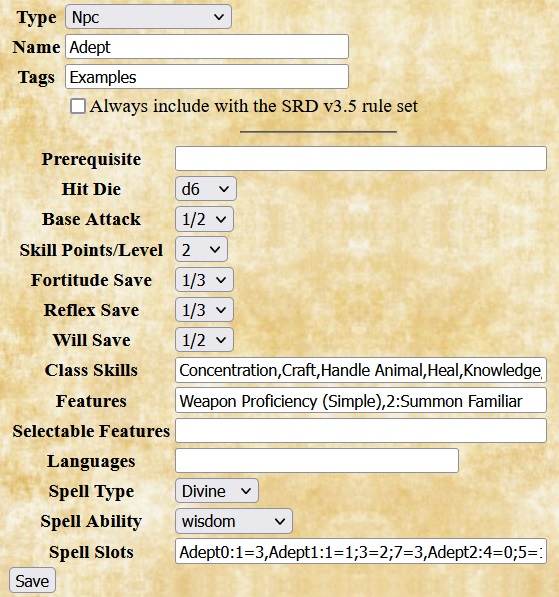 Type Npc
Name Adept
Tags Examples
Always include with the SRD v3.5 rule set
Prerequisite
Hit Die d6
Base Attack 1/2
Skill Points/Level 2
Fortitude Save 1/3
Reflex Save 1/3
Will Save 1/2
Class Skills Concentration,Craft,Handle Animal,Heal,Knowledge,
Features Weapon Proficiency (Simple),2:Summon Familiar
Selectable Features
Languages
Spell Type Divine
Spell Ability wisdom
Spell Slots Adept0:1=3,Adept1:1=1;3=2;7=3,Adept2:4=0;5=
Save